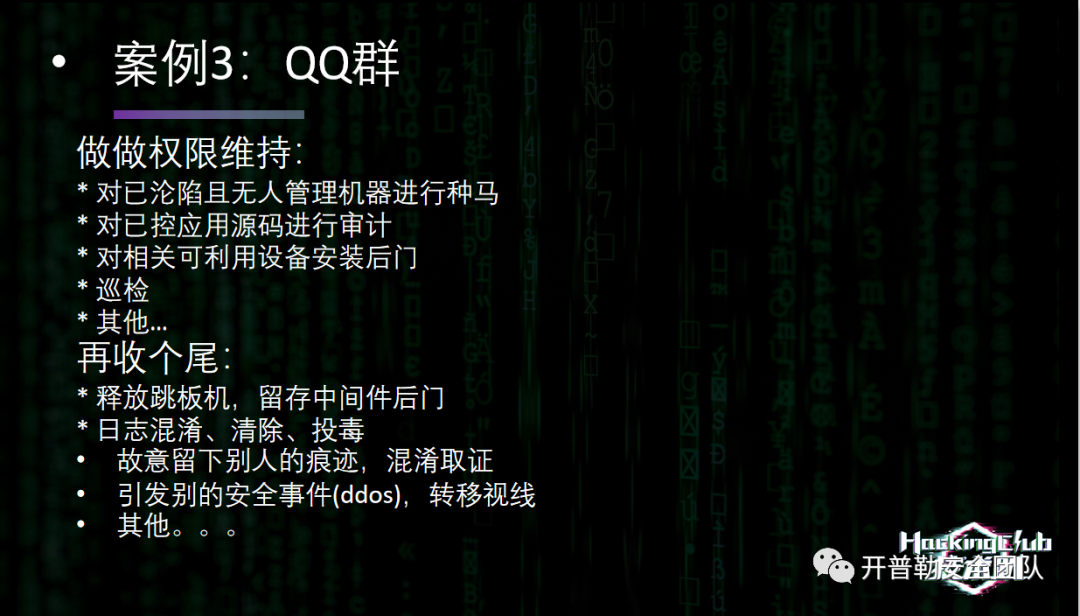 • 案例3：QQ群
做做权限维持：
* 对已沦陷且无人管理机器进行种马
* 对已控应用源码进行审计
* 对相关可利用设备安装后门
* 巡检
* 其他...
再收个尾：
* 释放跳板机，留存中间件后门
* 日志混淆、清除、投毒
• 故意留下别人的痕迹，混淆取证
• 引发别的安全事件(ddos)，转移视线
• 其他。。。
HackingClub
开普勒安全团队